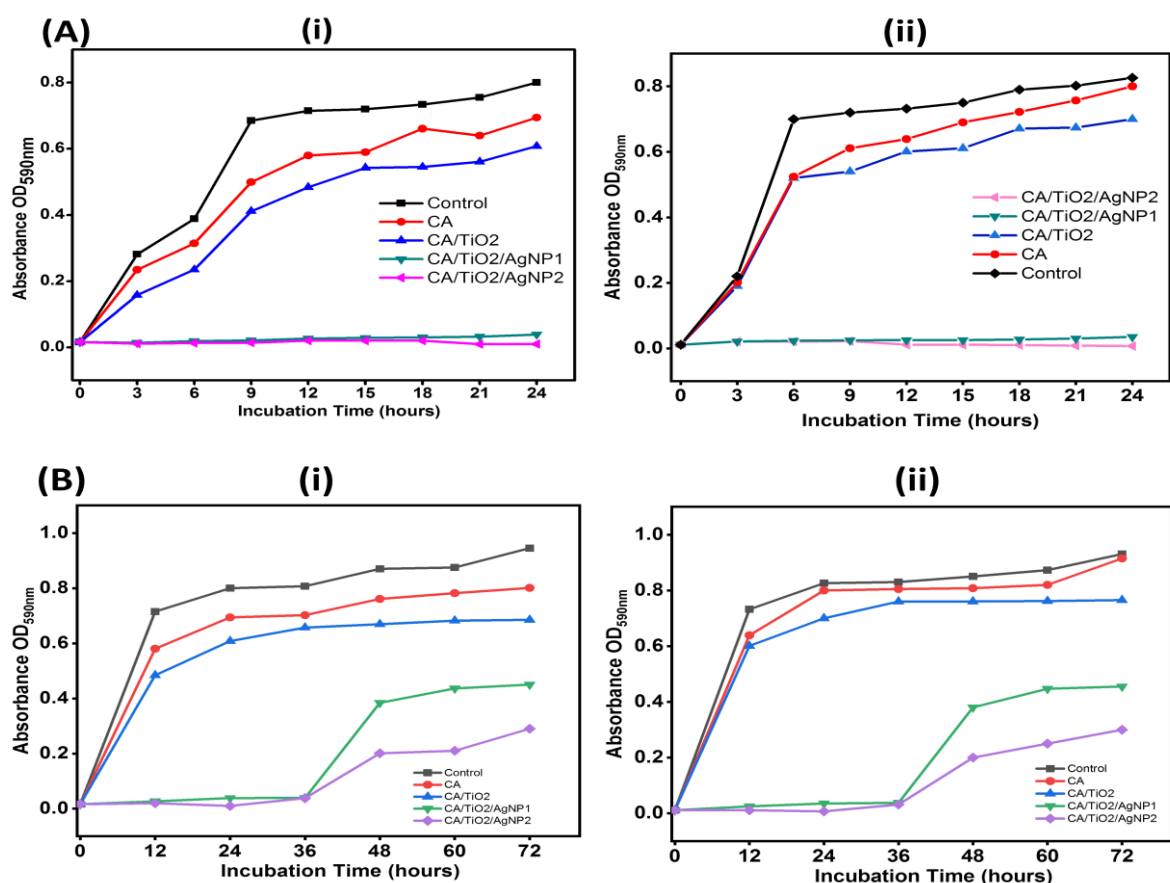 (A)
(i)
Absorbance OD590nm
0.8
0.6
0.4
0.2
0.0
Control
CA
CA/TiO2
CA/TiO2/AgNP1
CA/TiO2/AgNP2
0 3 6 9 12 15 18 21 24
Incubation Time (hours)
(ii)
Absorbance OD590nm
0.8
0.6
0.4
0.2
0.0
CA/TiO2/AgNP2
CA/TiO2/AgNP1
CA/TiO2
CA
Control
0 3 6 9 12 15 18 21 24
Incubation Time (hours)
(B)
(i)
Absorbance OD590nm
1.0
0.8
0.6
0.4
0.2
0.0
Control
CA
CA/TiO2
CA/TiO2/AgNP1
CA/TiO2/AgNP2
0 12 24 36 48 60 72
Incubation Time (hours)
(ii)
Absorbance OD590nm
1.0
0.8
0.6
0.4
0.2
0.0
Control
CA
CA/TiO2
CA/TiO2/AgNP1
CA/TiO2/AgNP2
0 12 24 36 48 60 72
Incubation Time (hours)